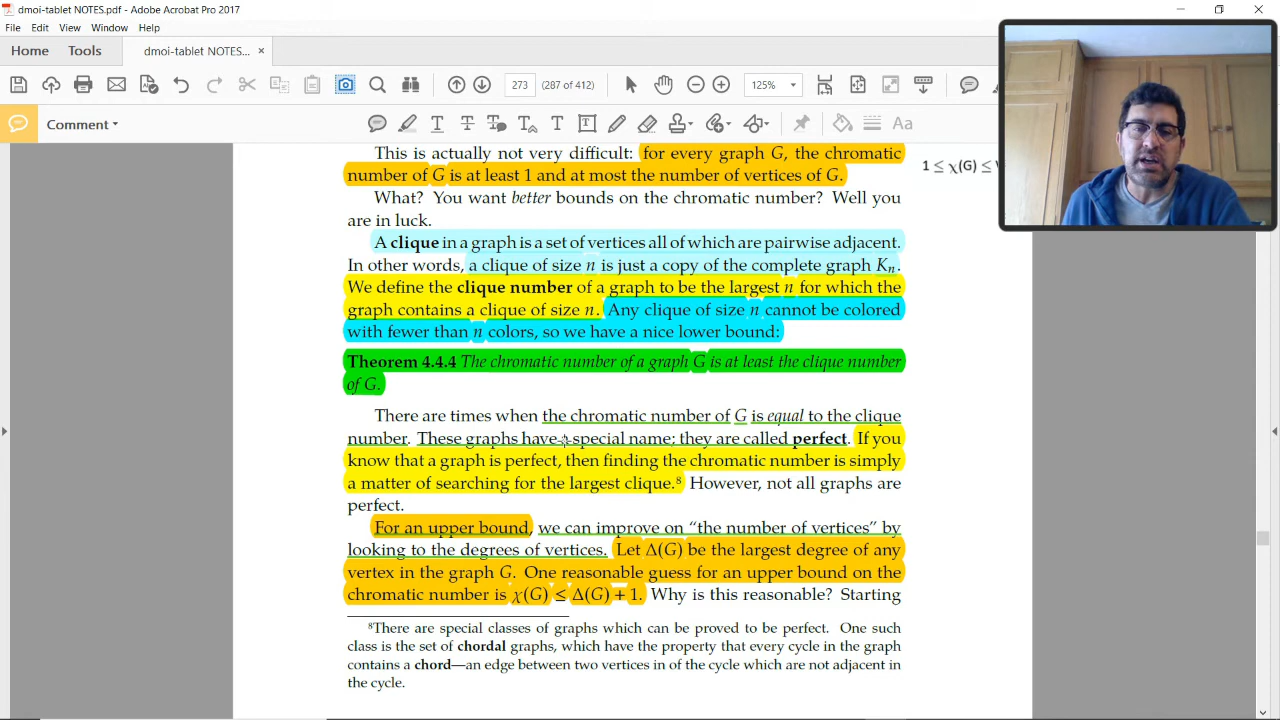 dmoi-tablet NOTES.pdf - Adobe Acrobat Pro 2017
File Edit View Window Help
Home Tools dmoi-tablet NOTES... ×
273 (287 of 412) 125%
Comment
This is actually not very difficult: for every graph G, the chromatic
number of G is at least 1 and at most the number of vertices of G.
1 ≤ χ(G) ≤
What? You want better bounds on the chromatic number? Well you
are in luck.
A clique in a graph is a set of vertices all of which are pairwise adjacent.
In other words, a clique of size n is just a copy of the complete graph Kn.
We define the clique number of a graph to be the largest n for which the
graph contains a clique of size n. Any clique of size n cannot be colored
with fewer than n colors, so we have a nice lower bound:
Theorem 4.4.4 The chromatic number of a graph G is at least the clique number
of G.
There are times when the chromatic number of G is equal to the clique
number. These graphs have a special name; they are called perfect. If you
know that a graph is perfect, then finding the chromatic number is simply
a matter of searching for the largest clique.⁸ However, not all graphs are
perfect.
For an upper bound, we can improve on “the number of vertices” by
looking to the degrees of vertices. Let Δ(G) be the largest degree of any
vertex in the graph G. One reasonable guess for an upper bound on the
chromatic number is χ(G) ≤ Δ(G) + 1. Why is this reasonable? Starting
⁸There are special classes of graphs which can be proved to be perfect. One such
class is the set of chordal graphs, which have the property that every cycle in the graph
contains a chord—an edge between two vertices in of the cycle which are not adjacent in
the cycle.